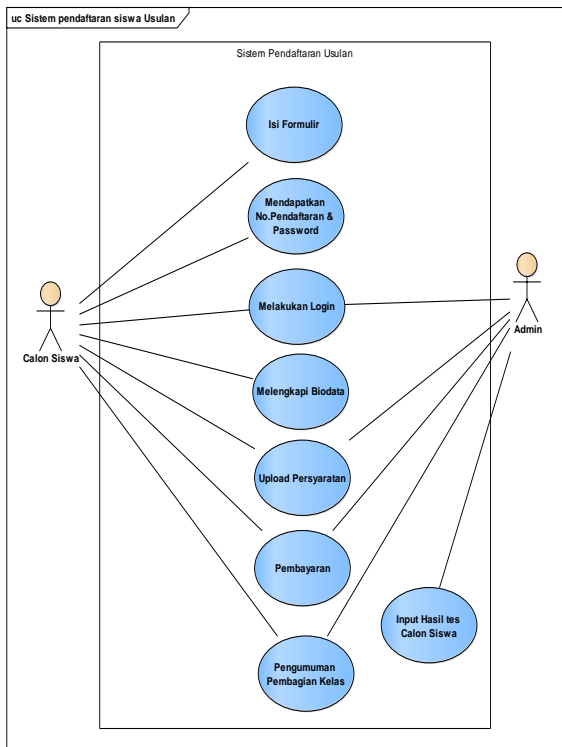 uc Sistem pendaftaran siswa Usulan
Sistem Pendaftaran Usulan
Isi Formulir
Mendapatkan
No.Pendaftaran &
Password
Melakukan Login
Calon Siswa
Admin
Melengkapi Biodata
Upload Persyaratan
Pembayaran
Input Hasil tes
Calon Siswa
Pengumuman
Pembagian Kelas